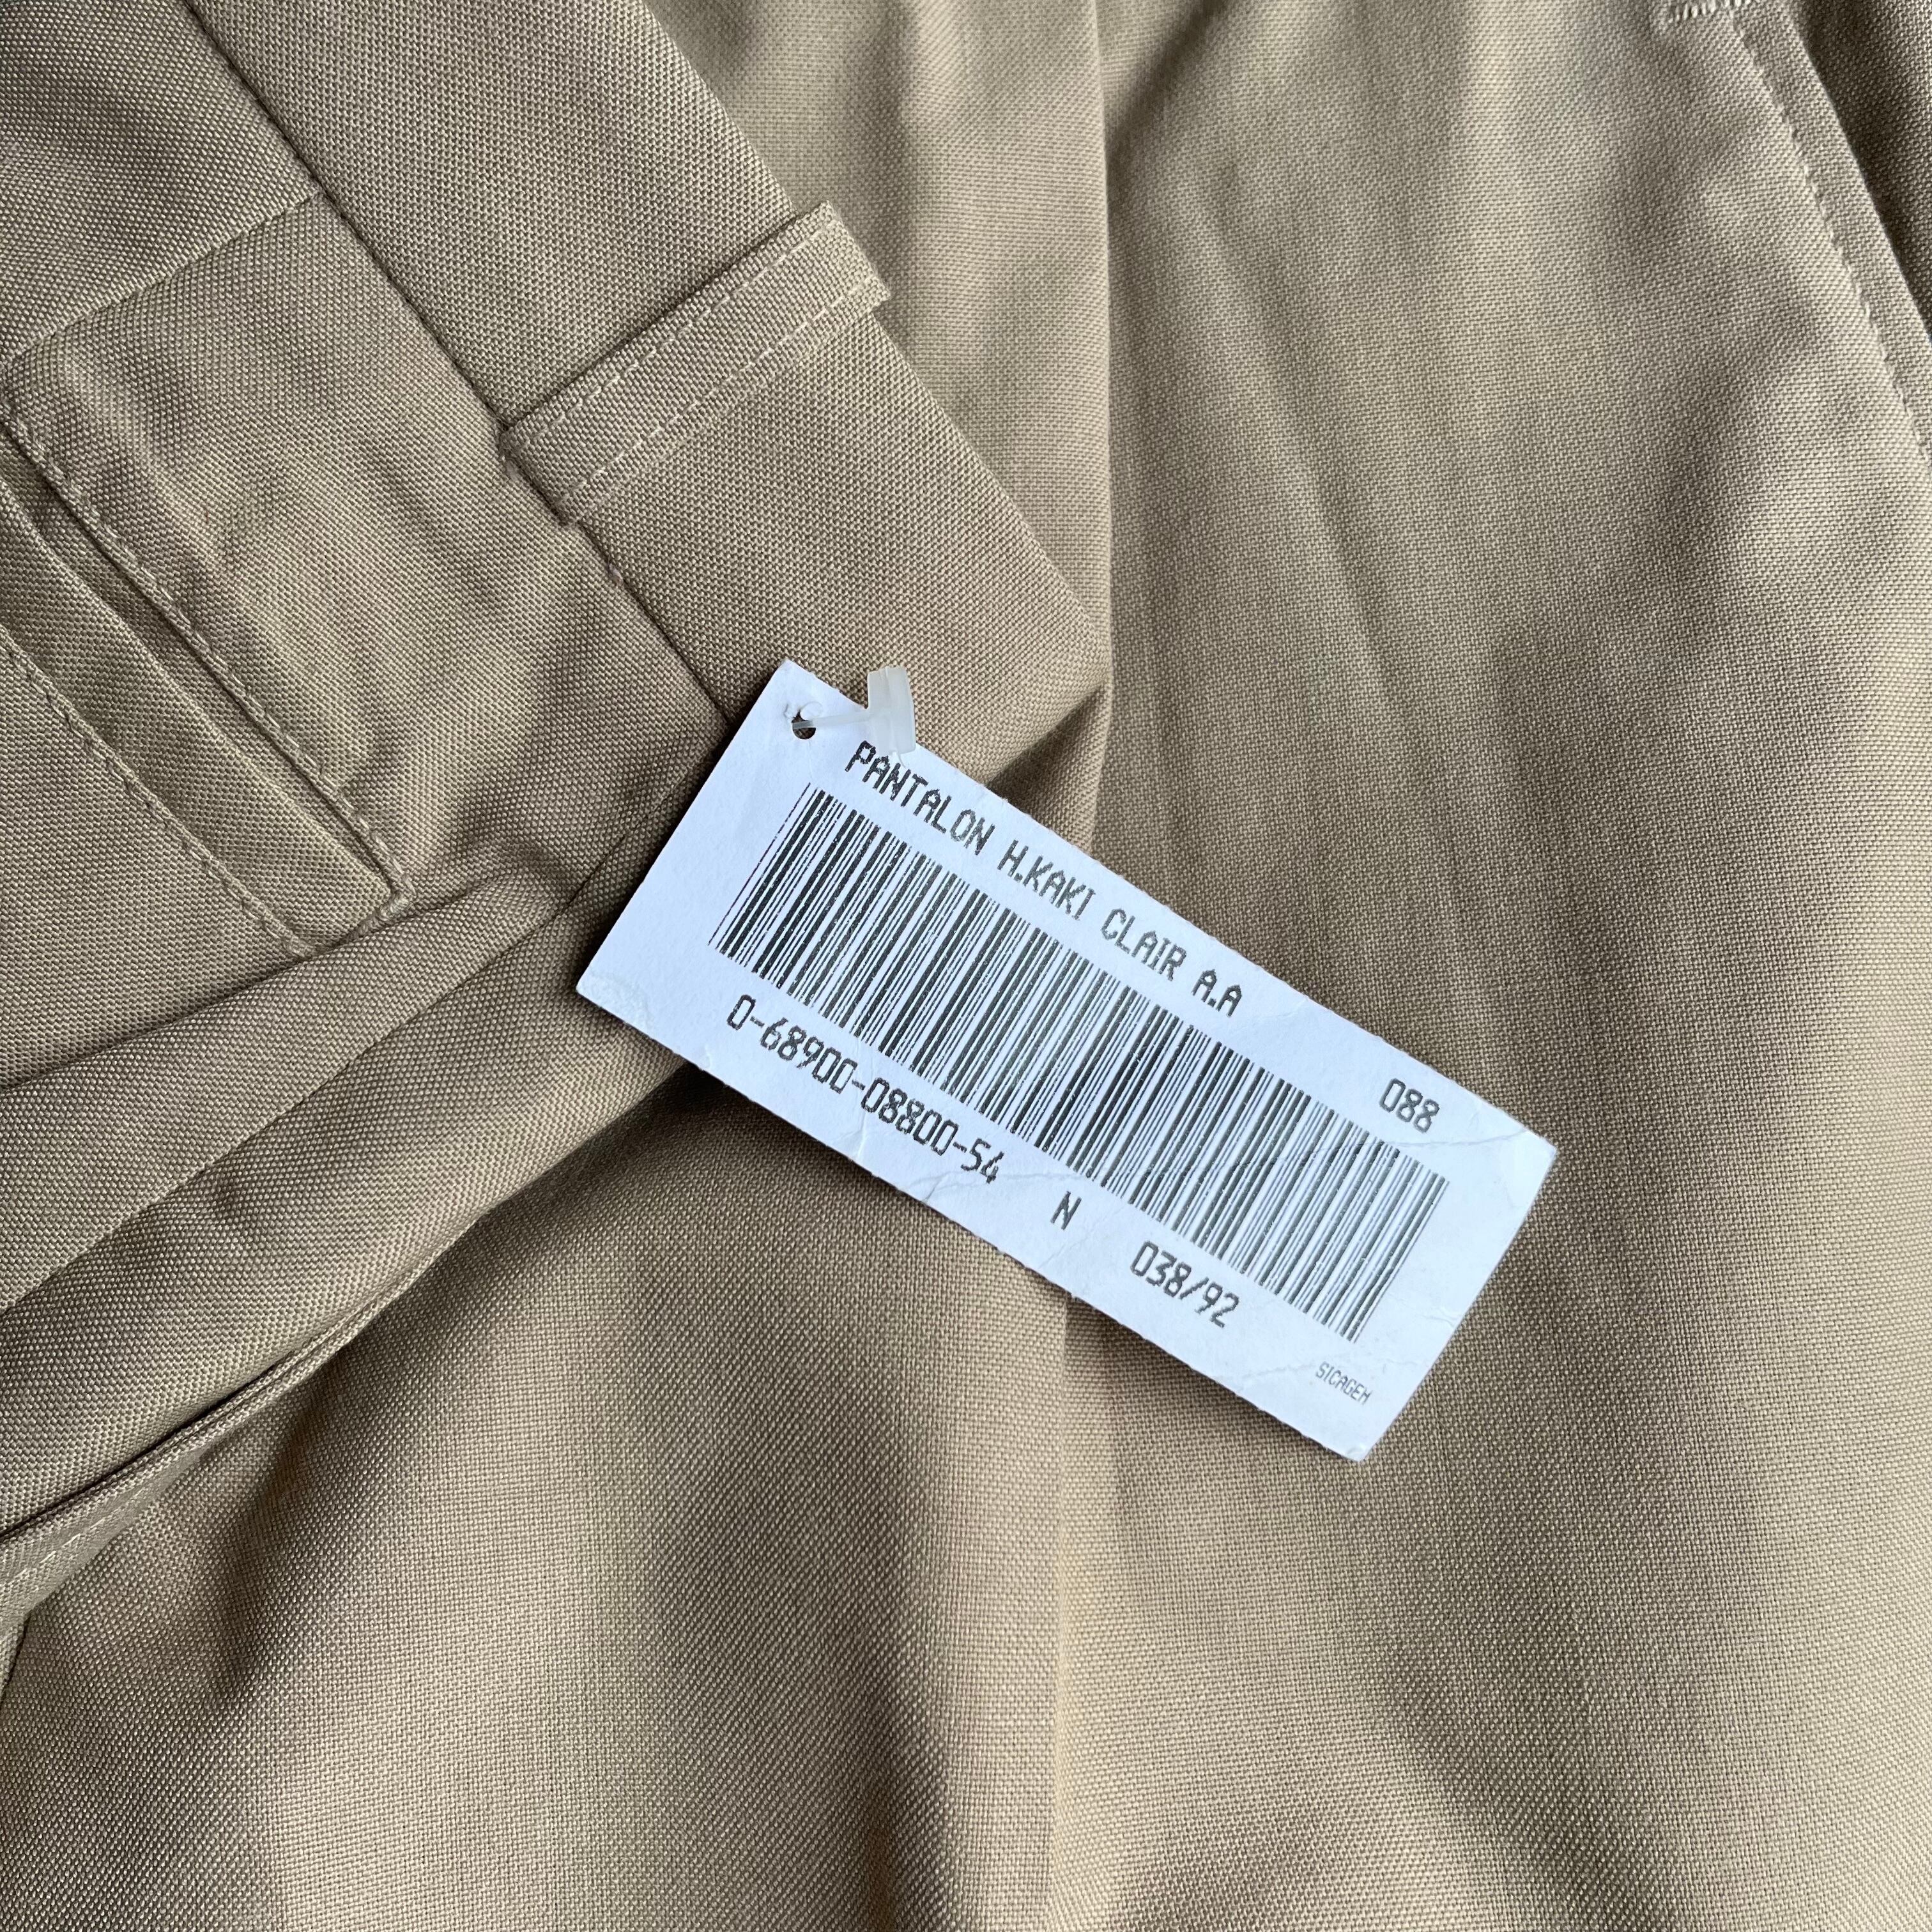 PANTALON H.KAKI CLAIR A.A
088
0-68900-08800-54 N 038/92
SICAGEM